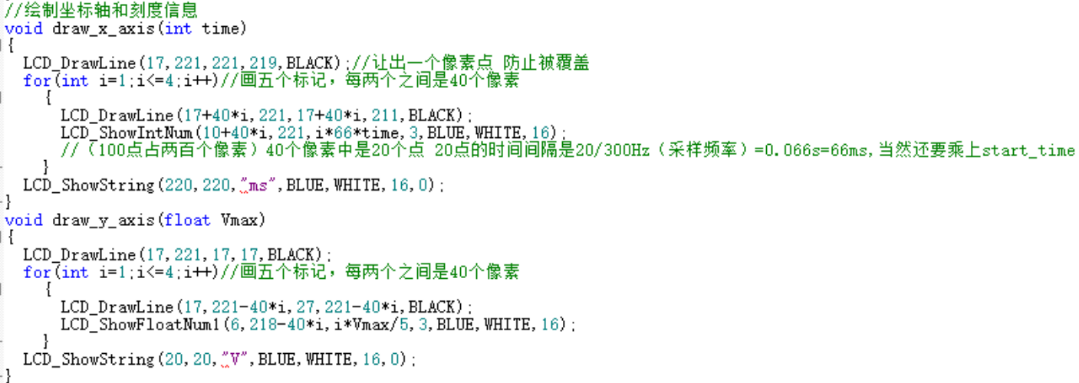 //绘制坐标轴和刻度信息
void draw_x_axis(int time)
{
LCD_DrawLine(17,221,221,219,BLACK);//让出一个像素点 防止被覆盖
for(int i=1;i<=4;i++)//画五个标记，每两个之间是40个像素
{
LCD_DrawLine(17+40*i,221,17+40*i,211,BLACK);
LCD_ShowIntNum(10+40*i,221,i*66*time,3,BLUE,WHITE,16);
//（100点占两百个像素）40个像素中是20个点 20点的时间间隔是20/300Hz（采样频率）=0.066s=66ms,当然还要乘上start_time
}
LCD_ShowString(220,220,"ms",BLUE,WHITE,16,0);
}
void draw_y_axis(float Vmax)
{
LCD_DrawLine(17,221,17,17,BLACK);
for(int i=1;i<=4;i++)//画五个标记，每两个之间是40个像素
{
LCD_DrawLine(17,221-40*i,27,221-40*i,BLACK);
LCD_ShowFloatNum1(6,218-40*i,i*Vmax/5,3,BLUE,WHITE,16);
}
LCD_ShowString(20,20,"V",BLUE,WHITE,16,0);
}